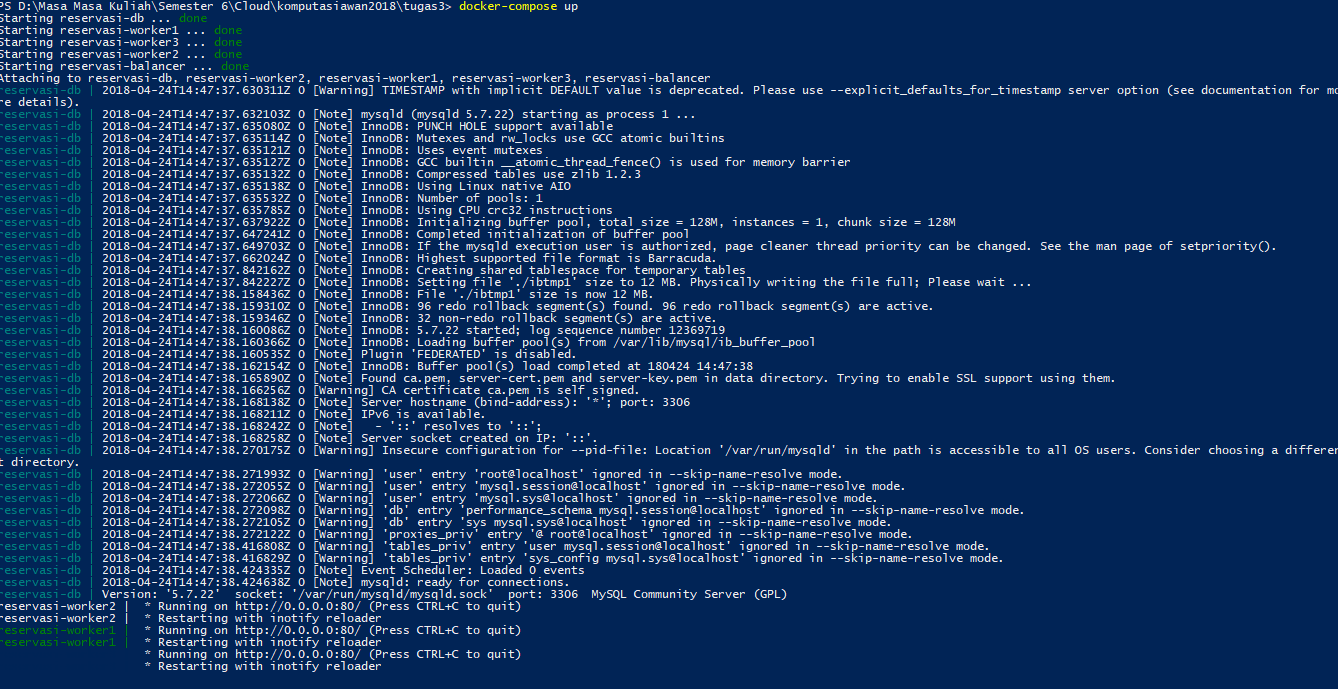 PS D:\Masa Masa Kuliah\Semester 6\Cloud\komputasiawan2018\tugas3> docker-compose up
Starting reservasi-db ... done
Starting reservasi-worker1 ... done
Starting reservasi-worker3 ... done
Starting reservasi-worker2 ... done
Starting reservasi-balancer ... done
Attaching to reservasi-db, reservasi-worker2, reservasi-worker1, reservasi-worker3, reservasi-balancer
reservasi-db | 2018-04-24T14:47:37.630311Z 0 [Warning] TIMESTAMP with implicit DEFAULT value is deprecated. Please use --explicit_defaults_for_timestamp server option (see documentation for mo
re details).
reservasi-db | 2018-04-24T14:47:37.632103Z 0 [Note] mysqld (mysqld 5.7.22) starting as process 1 ...
reservasi-db | 2018-04-24T14:47:37.635080Z 0 [Note] InnoDB: PUNCH HOLE support available
reservasi-db | 2018-04-24T14:47:37.635114Z 0 [Note] InnoDB: Mutexes and rw_locks use GCC atomic builtins
reservasi-db | 2018-04-24T14:47:37.635121Z 0 [Note] InnoDB: Uses event mutexes
reservasi-db | 2018-04-24T14:47:37.635127Z 0 [Note] InnoDB: GCC builtin __atomic_thread_fence() is used for memory barrier
reservasi-db | 2018-04-24T14:47:37.635132Z 0 [Note] InnoDB: Compressed tables use zlib 1.2.3
reservasi-db | 2018-04-24T14:47:37.635138Z 0 [Note] InnoDB: Using Linux native AIO
reservasi-db | 2018-04-24T14:47:37.635532Z 0 [Note] InnoDB: Number of pools: 1
reservasi-db | 2018-04-24T14:47:37.635785Z 0 [Note] InnoDB: Using CPU crc32 instructions
reservasi-db | 2018-04-24T14:47:37.637922Z 0 [Note] InnoDB: Initializing buffer pool, total size = 128M, instances = 1, chunk size = 128M
reservasi-db | 2018-04-24T14:47:37.647241Z 0 [Note] InnoDB: Completed initialization of buffer pool
reservasi-db | 2018-04-24T14:47:37.649703Z 0 [Note] InnoDB: If the mysqld execution user is authorized, page cleaner thread priority can be changed. See the man page of setpriority().
reservasi-db | 2018-04-24T14:47:37.662024Z 0 [Note] InnoDB: Highest supported file format is Barracuda.
reservasi-db | 2018-04-24T14:47:37.842162Z 0 [Note] InnoDB: Creating shared tablespace for temporary tables
reservasi-db | 2018-04-24T14:47:37.842227Z 0 [Note] InnoDB: Setting file './ibtmp1' size to 12 MB. Physically writing the file full; Please wait ...
reservasi-db | 2018-04-24T14:47:38.158436Z 0 [Note] InnoDB: File './ibtmp1' size is now 12 MB.
reservasi-db | 2018-04-24T14:47:38.159310Z 0 [Note] InnoDB: 96 redo rollback segment(s) found. 96 redo rollback segment(s) are active.
reservasi-db | 2018-04-24T14:47:38.159346Z 0 [Note] InnoDB: 32 non-redo rollback segment(s) are active.
reservasi-db | 2018-04-24T14:47:38.160086Z 0 [Note] InnoDB: 5.7.22 started; log sequence number 12369719
reservasi-db | 2018-04-24T14:47:38.160366Z 0 [Note] InnoDB: Loading buffer pool(s) from /var/lib/mysql/ib_buffer_pool
reservasi-db | 2018-04-24T14:47:38.160535Z 0 [Note] Plugin 'FEDERATED' is disabled.
reservasi-db | 2018-04-24T14:47:38.162154Z 0 [Note] InnoDB: Buffer pool(s) load completed at 180424 14:47:38
reservasi-db | 2018-04-24T14:47:38.165890Z 0 [Note] Found ca.pem, server-cert.pem and server-key.pem in data directory. Trying to enable SSL support using them.
reservasi-db | 2018-04-24T14:47:38.166256Z 0 [Warning] CA certificate ca.pem is self signed.
reservasi-db | 2018-04-24T14:47:38.168138Z 0 [Note] Server hostname (bind-address): '*'; port: 3306
reservasi-db | 2018-04-24T14:47:38.168211Z 0 [Note] IPv6 is available.
reservasi-db | 2018-04-24T14:47:38.168242Z 0 [Note]   - '::' resolves to '::';
reservasi-db | 2018-04-24T14:47:38.168258Z 0 [Note] Server socket created on IP: '::'.
reservasi-db | 2018-04-24T14:47:38.270175Z 0 [Warning] Insecure configuration for --pid-file: Location '/var/run/mysqld' in the path is accessible to all OS users. Consider choosing a differen
t directory.
reservasi-db | 2018-04-24T14:47:38.271993Z 0 [Warning] 'user' entry 'root@localhost' ignored in --skip-name-resolve mode.
reservasi-db | 2018-04-24T14:47:38.272055Z 0 [Warning] 'user' entry 'mysql.session@localhost' ignored in --skip-name-resolve mode.
reservasi-db | 2018-04-24T14:47:38.272066Z 0 [Warning] 'user' entry 'mysql.sys@localhost' ignored in --skip-name-resolve mode.
reservasi-db | 2018-04-24T14:47:38.272098Z 0 [Warning] 'db' entry 'performance_schema mysql.session@localhost' ignored in --skip-name-resolve mode.
reservasi-db | 2018-04-24T14:47:38.272105Z 0 [Warning] 'db' entry 'sys mysql.sys@localhost' ignored in --skip-name-resolve mode.
reservasi-db | 2018-04-24T14:47:38.272122Z 0 [Warning] 'proxies_priv' entry '@ root@localhost' ignored in --skip-name-resolve mode.
reservasi-db | 2018-04-24T14:47:38.416808Z 0 [Warning] 'tables_priv' entry 'user mysql.session@localhost' ignored in --skip-name-resolve mode.
reservasi-db | 2018-04-24T14:47:38.416829Z 0 [Warning] 'tables_priv' entry 'sys_config mysql.sys@localhost' ignored in --skip-name-resolve mode.
reservasi-db | 2018-04-24T14:47:38.424335Z 0 [Note] Event Scheduler: Loaded 0 events
reservasi-db | 2018-04-24T14:47:38.424638Z 0 [Note] mysqld: ready for connections.
reservasi-db | Version: '5.7.22'  socket: '/var/run/mysqld/mysqld.sock'  port: 3306  MySQL Community Server (GPL)
reservasi-worker2 |  * Running on http://0.0.0.0:80/ (Press CTRL+C to quit)
reservasi-worker2 |  * Restarting with inotify reloader
reservasi-worker1 |  * Running on http://0.0.0.0:80/ (Press CTRL+C to quit)
reservasi-worker1 |  * Restarting with inotify reloader
* Running on http://0.0.0.0:80/ (Press CTRL+C to quit)
* Restarting with inotify reloader